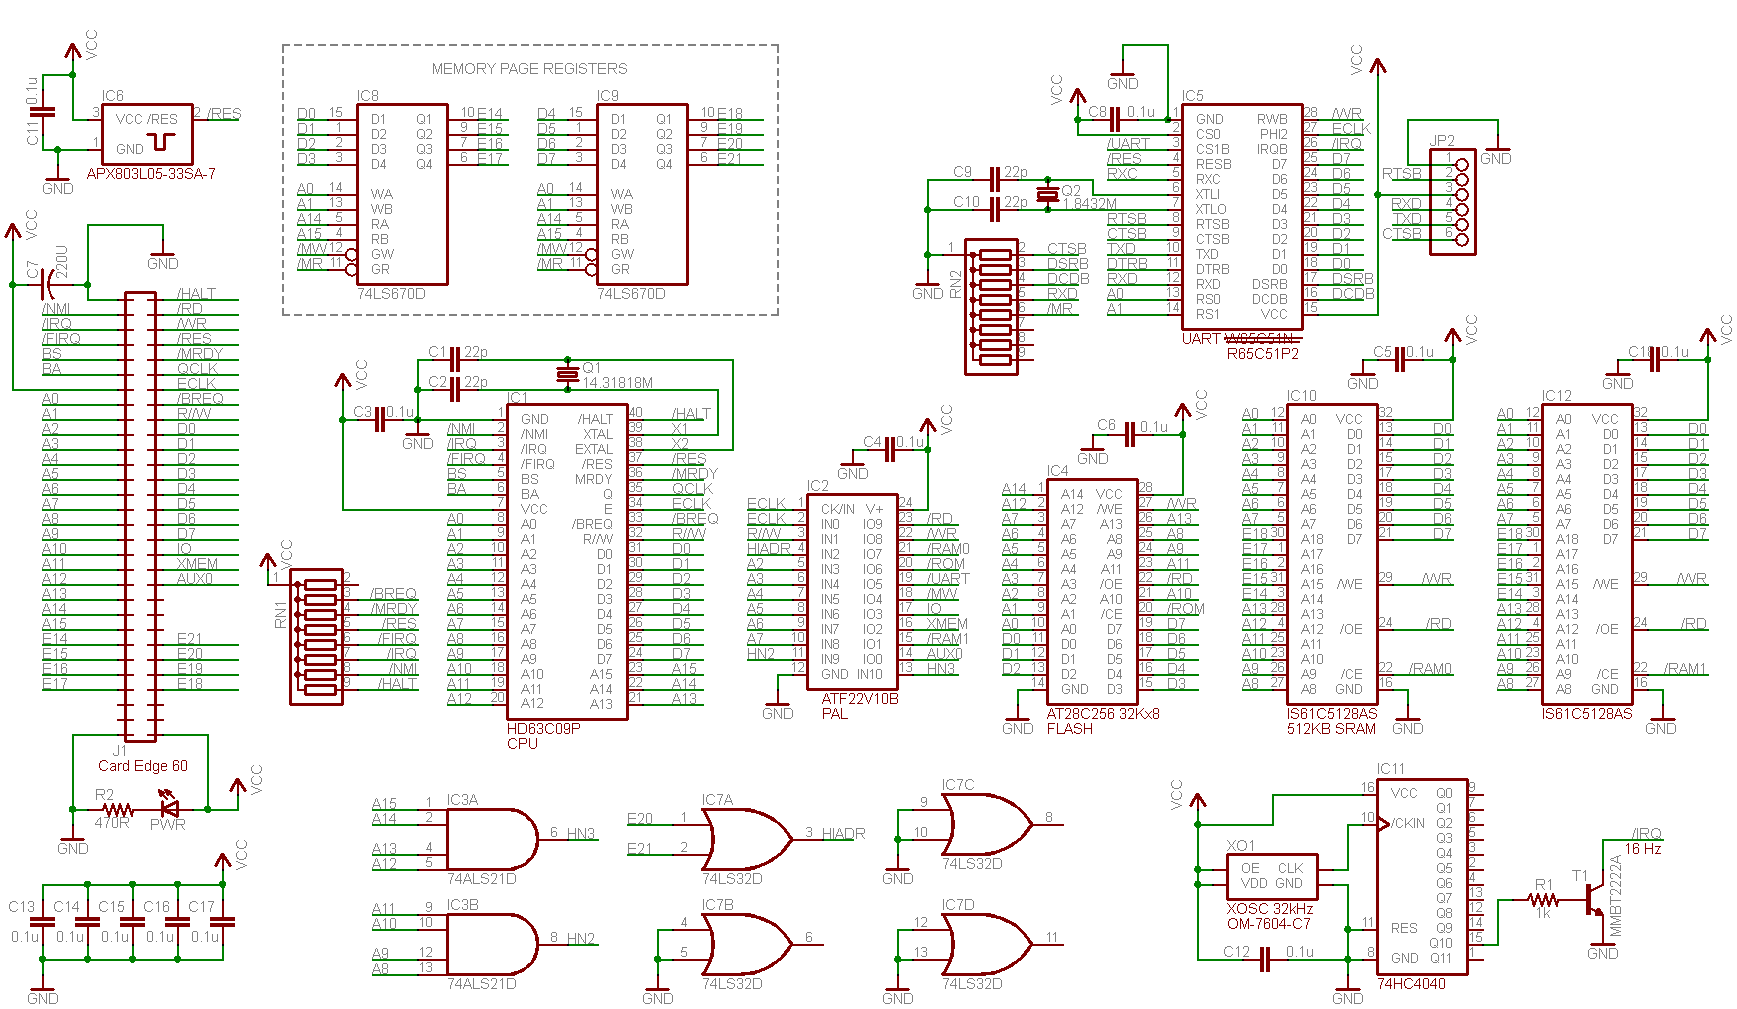 MEMORY PAGE REGISTERS
VCC
C11 0.1u
IC6
3 VCC /RES 2 /RES
1 GND
APX803L05-33SA-7
GND
IC8
D0 15 D1 Q1 10 E14
D1 1 D2 Q2 9 E15
D2 2 D3 Q3 7 E16
D3 3 D4 Q4 6 E17
A0 14 WA
A1 13 WB
A14 5 RA
A15 4 RB
/MW 12 GW
/MR 11 GR
74LS670D
IC9
D4 15 D1 Q1 10 E18
D5 1 D2 Q2 9 E19
D6 2 D3 Q3 7 E20
D7 3 D4 Q4 6 E21
A0 14 WA
A1 13 WB
A14 5 RA
A15 4 RB
/MW 12 GW
/MR 11 GR
74LS670D
GND
VCC
C8 0.1u
IC5
1 GND RWB 28 /WR
2 CS0 PHI2 27 ECLK
/UART 3 CS1B IRQB 26 /IRQ
/RES 4 RESB D7 25 D7
RXC 5 RXC D6 24 D6
6 XTLI D5 23 D5
7 XTLO D4 22 D4
RTSB 8 RTSB D3 21 D3
CTSB 9 CTSB D2 20 D2
TXD 10 TXD D1 19 D1
DTRB 11 DTRB D0 18 D0
RXD 12 RXD DSRB 17 DSRB
A0 13 RS0 DCDB 16 DCDB
A1 14 RS1 VCC 15
UART W65C51N
R65C51P2
C9 22p
C10 22p
Q2
1.8432M
GND
RN2
1 2 CTSB
3 DSRB
4 DCDB
5 RXD
6 /MR
7
8
9
VCC
JP2
GND
1
RTSB 2
3
RXD 4
TXD 5
CTSB 6
VCC
C7 220U
GND
/HALT
/NMI /RD
/IRQ /WR
/FIRQ /RES
BS /MRDY
BA QCLK
ECLK
A0 /BREQ
A1 R//W
A2 D0
A3 D1
A4 D2
A5 D3
A6 D4
A7 D5
A8 D6
A9 D7
A10 IO
A11 XMEM
A12 AUX0
A13
A14
A15
E14 E21
E15 E20
E16 E19
E17 E18
J1
Card Edge 60
R2
470R
PWR
VCC
GND
VCC
RN1
1 2
3 /BREQ
4 /MRDY
5 /RES
6 /FIRQ
7 /IRQ
8 /NMI
9 /HALT
VCC
C1 22p
C2 22p
C3 0.1u
GND
Q1
14.31818M
IC1
1 GND /HALT 40 /HALT
/NMI 2 /NMI XTAL 39 X1
/IRQ 3 /IRQ EXTAL 38 X2
/FIRQ 4 /FIRQ /RES 37 /RES
BS 5 BS MRDY 36 /MRDY
BA 6 BA Q 35 QCLK
7 VCC E 34 ECLK
A0 8 A0 /BREQ 33 /BREQ
A1 9 A1 R//W 32 R//W
A2 10 A2 D0 31 D0
A3 11 A3 D1 30 D1
A4 12 A4 D2 29 D2
A5 13 A5 D3 28 D3
A6 14 A6 D4 27 D4
A7 15 A7 D5 26 D5
A8 16 A8 D6 25 D6
A9 17 A9 D7 24 D7
A10 18 A10 A15 23 A15
A11 19 A11 A14 22 A14
A12 20 A12 A13 21 A13
HD63C09P
CPU
C4 0.1u
VCC
GND
IC2
ECLK 1 CK/IN V+ 24
ECLK 2 IN0 IO9 23 /RD
R//W 3 IN1 IO8 22 /WR
HIADR 4 IN2 IO7 21 /RAM0
A2 5 IN3 IO6 20 /ROM
A3 6 IN4 IO5 19 /UART
A4 7 IN5 IO4 18 /MW
A5 8 IN6 IO3 17 IO
A6 9 IN7 IO2 16 XMEM
A7 10 IN8 IO1 15 /RAM1
HN2 11 IN9 IO0 14 AUX0
12 GND IN10 13 HN3
GND
ATF22V10B
PAL
C6 0.1u
VCC
GND
IC4
A14 1 A14 VCC 28
A12 2 A12 /WE 27 /WR
A7 3 A7 A13 26 A13
A6 4 A6 A8 25 A8
A5 5 A5 A9 24 A9
A4 6 A4 A11 23 A11
A3 7 A3 /OE 22 /RD
A2 8 A2 A10 21 A10
A1 9 A1 /CE 20 /ROM
A0 10 A0 D7 19 D7
D0 11 D0 D6 18 D6
D1 12 D1 D5 17 D5
D2 13 D2 D4 16 D4
14 GND D3 15 D3
GND
AT28C256 32Kx8
FLASH
C5 0.1u
VCC
GND
IC10
A0 12 A0 VCC 32
A1 11 A1 D0 13 D0
A2 10 A2 D1 14 D1
A3 9 A3 D2 15 D2
A4 8 A4 D3 17 D3
A5 7 A5 D4 18 D4
A6 6 A6 D5 19 D5
A7 5 A7 D6 20 D6
E18 30 A18 D7 21 D7
E17 1 A17
E16 2 A16
E15 31 A15 /WE 29 /WR
E14 3 A14
A13 28 A13
A12 4 A12 /OE 24 /RD
A11 25 A11
A10 23 A10
A9 26 A9 /CE 22 /RAM0
A8 27 A8 GND 16
GND
IS61C5128AS
512KB SRAM
C18 0.1u
VCC
GND
IC12
A0 12 A0 VCC 32
A1 11 A1 D0 13 D0
A2 10 A2 D1 14 D1
A3 9 A3 D2 15 D2
A4 8 A4 D3 17 D3
A5 7 A5 D4 18 D4
A6 6 A6 D5 19 D5
A7 5 A7 D6 20 D6
E18 30 A18 D7 21 D7
E17 1 A17
E16 2 A16
E15 31 A15 /WE 29 /WR
E14 3 A14
A13 28 A13
A12 4 A12 /OE 24 /RD
A11 25 A11
A10 23 A10
A9 26 A9 /CE 22 /RAM1
A8 27 A8 GND 16
GND
IS61C5128AS
VCC
C13 C14 C15 C16 C17
0.1u 0.1u 0.1u 0.1u 0.1u
GND
IC3A
A15 1
A14 2
6 HN3
A13 4
A12 5
74ALS21D
IC3B
A11 9
A10 10
8 HN2
A9 12
A8 13
74ALS21D
IC7A
E20 1
3 HIADR
E21 2
74LS32D
IC7B
4
6
5
74LS32D
GND
IC7C
9
8
10
74LS32D
GND
IC7D
12
11
13
74LS32D
GND
VCC
XO1
OE CLK
VDD GND
XOSC 32kHz
OM-7604-C7
C12 0.1u
GND
IC11
16 VCC Q0 9
Q1 7
10 /CKIN Q2 6
Q3 5
Q4 3
Q5 2
Q6 4
Q7 13
Q8 12
11 RES Q9 14
Q10 15
8 GND Q11 1
74HC4040
R1
1k
T1
MMBT2222A
/IRQ
16 Hz
GND